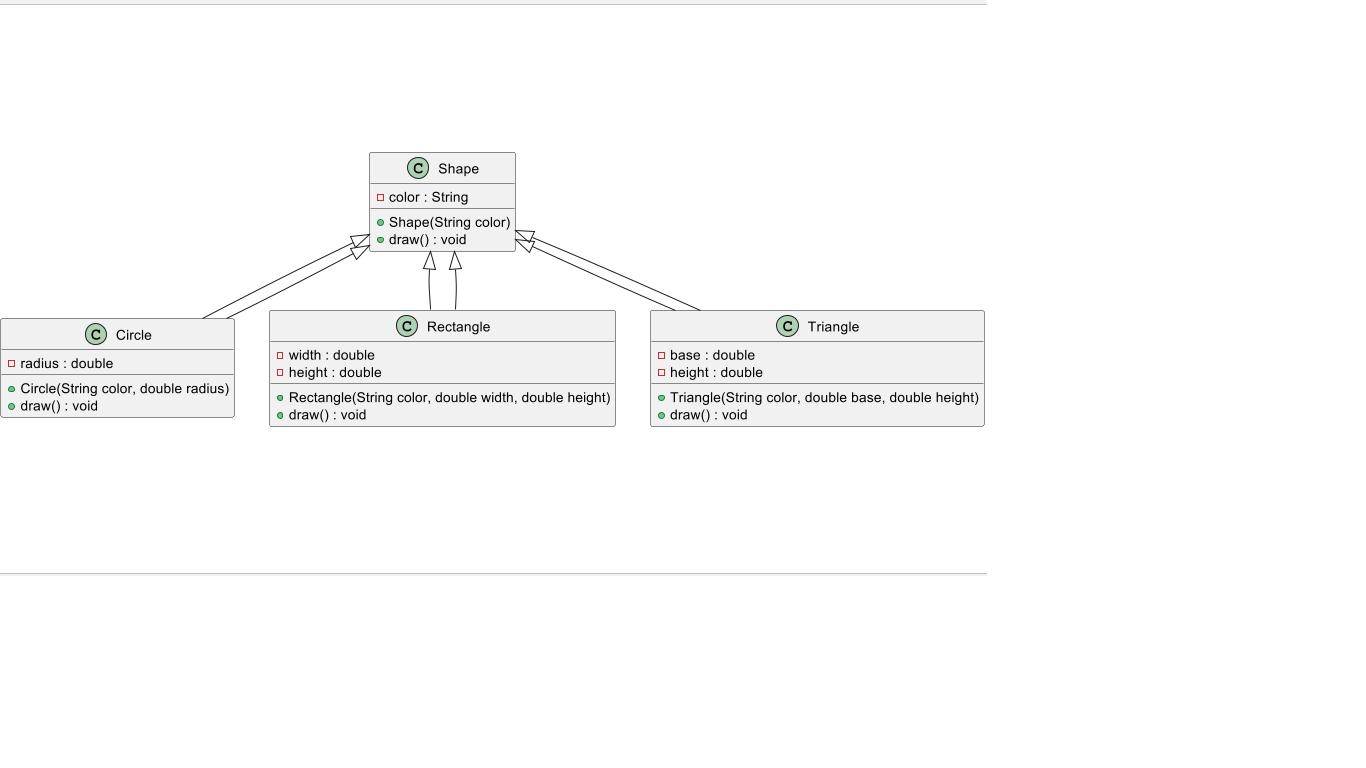 C Shape
color : String
Shape(String color)
draw() : void
C Circle
radius : double
Circle(String color, double radius)
draw() : void
C Rectangle
width : double
height : double
Rectangle(String color, double width, double height)
draw() : void
C Triangle
base : double
height : double
Triangle(String color, double base, double height)
draw() : void